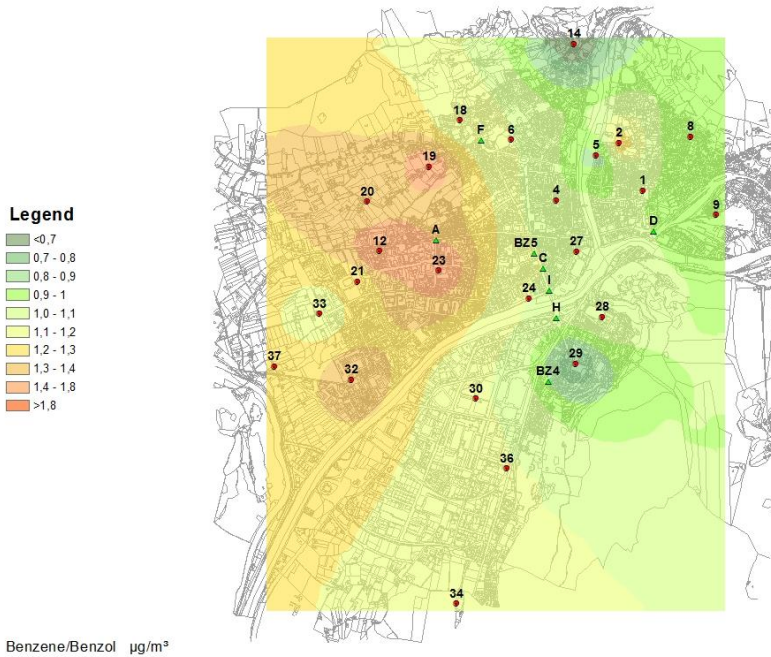 14
18
F
6
5
2
8
19
20
4
1
9
A
D
12
BZ5
27
23
C
21
I
24
33
H
28
37
32
29
BZ4
30
36
34
Legend
<0,7
0,7 - 0,8
0,8 - 0,9
0,9 - 1
1,0 - 1,1
1,1 - 1,2
1,2 - 1,3
1,3 - 1,4
1,4 - 1,8
>1,8
Benzene/Benzol µg/m³